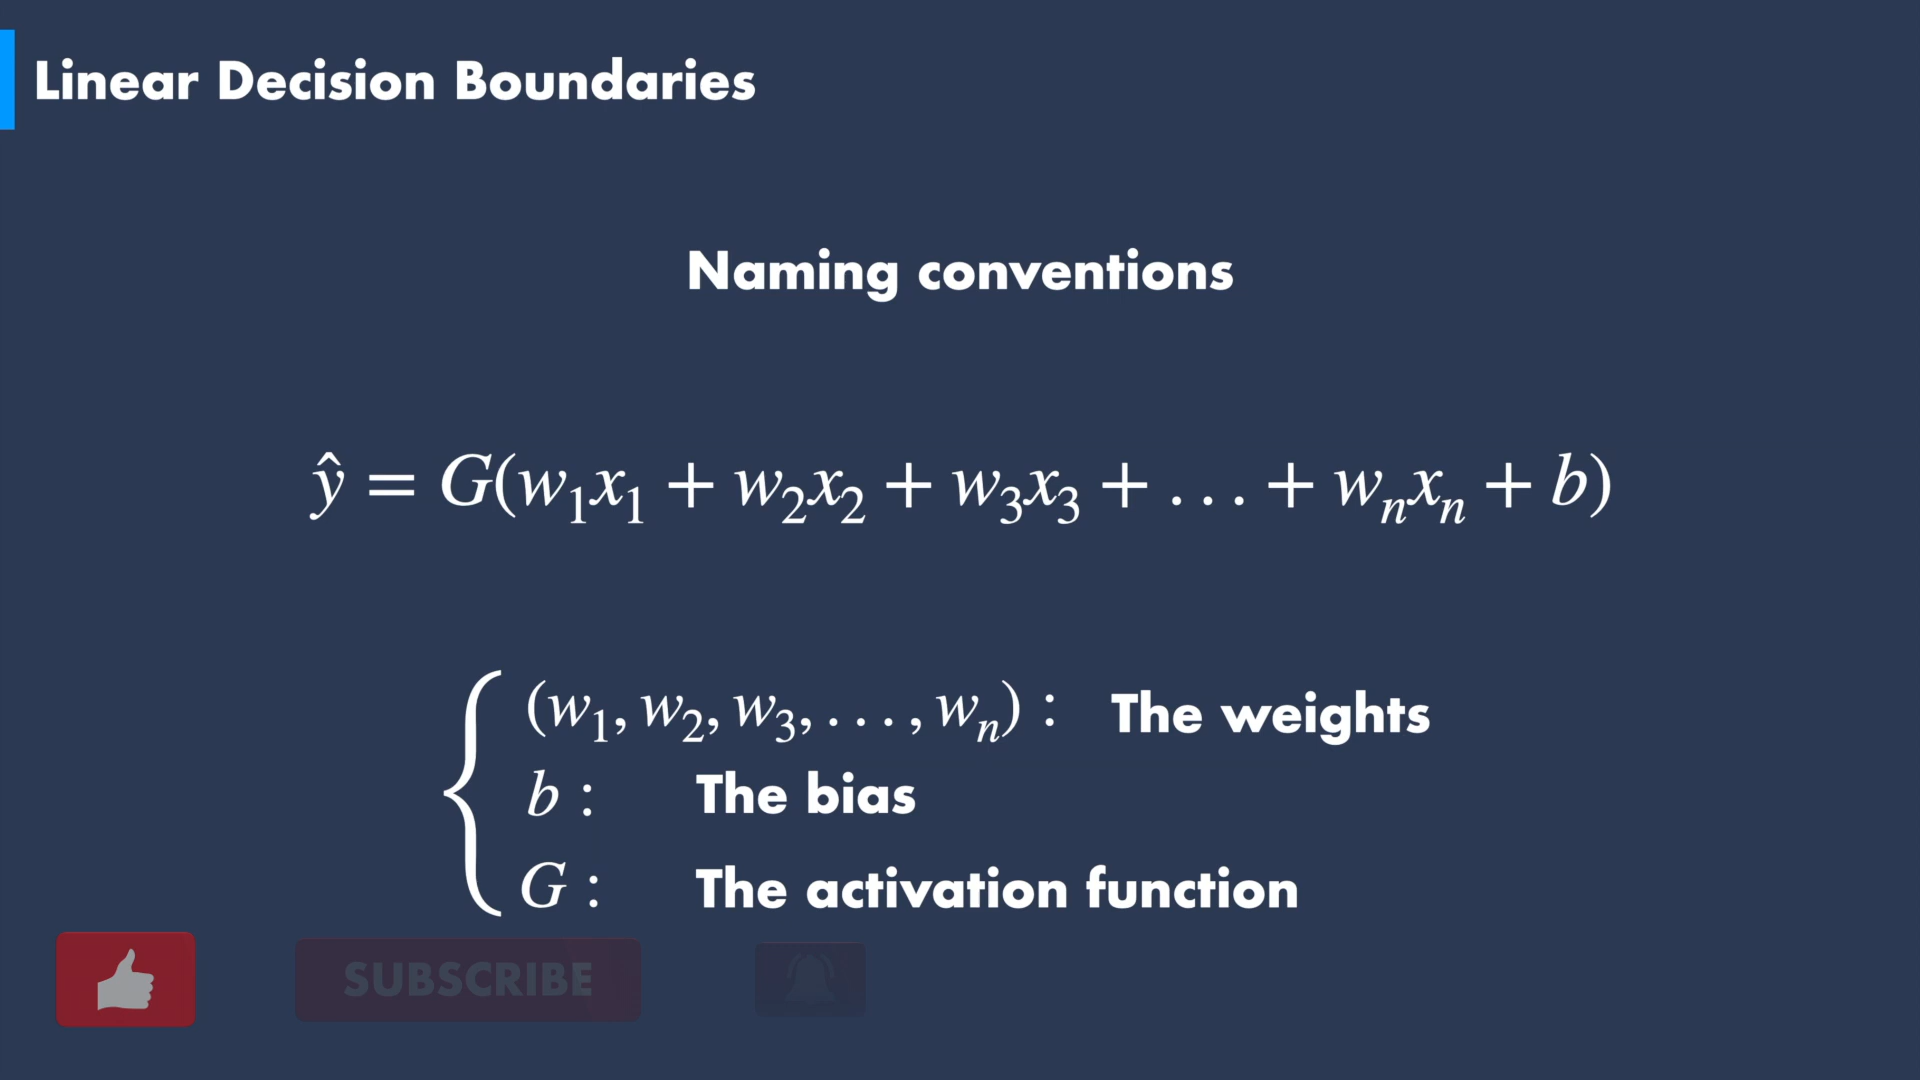 Linear Decision Boundaries
Naming conventions
ŷ = G(w₁x₁ + w₂x₂ + w₃x₃ + . . . + wₙxₙ + b)
(w₁, w₂, w₃, . . . , wₙ) : The weights
b : The bias
G : The activation function
SUBSCRIBE